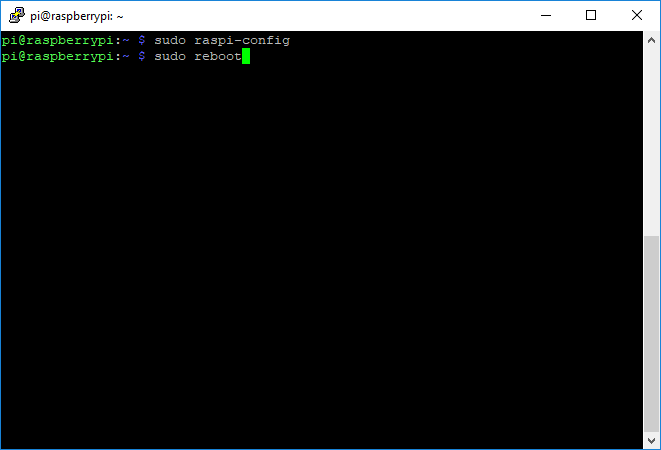 pi@raspberrypi: ~
pi@raspberrypi:~ $ sudo raspi-config
pi@raspberrypi:~ $ sudo reboot